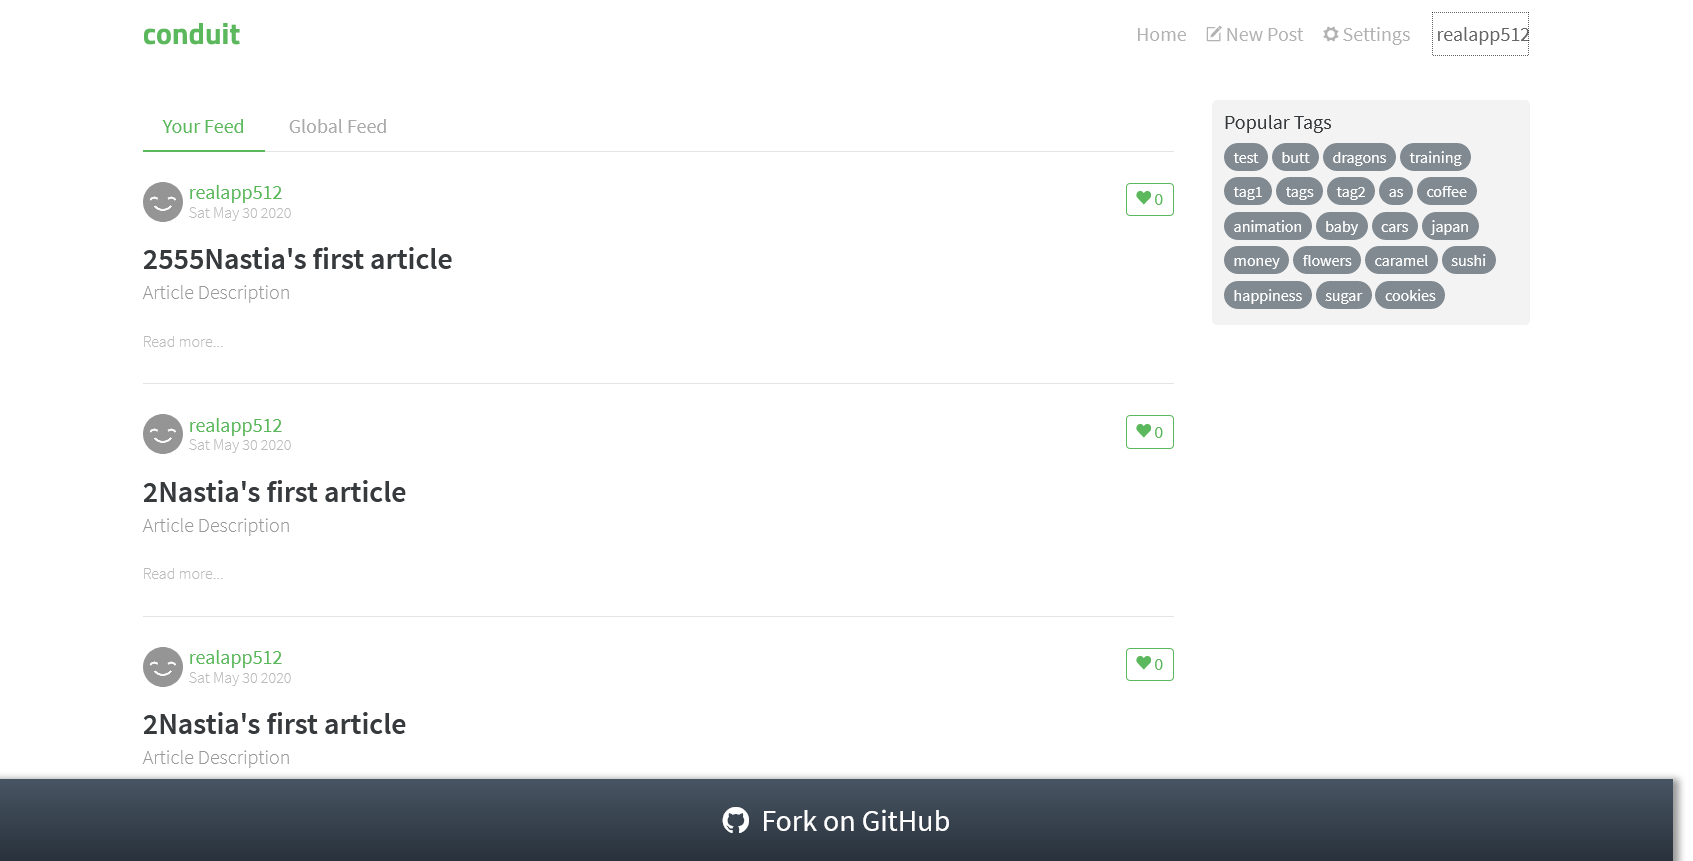 conduit
Home New Post Settings realapp512
Your Feed Global Feed
realapp512
Sat May 30 2020
0
2555Nastia's first article
Article Description
Read more...
realapp512
Sat May 30 2020
0
2Nastia's first article
Article Description
Read more...
realapp512
Sat May 30 2020
0
2Nastia's first article
Article Description
Popular Tags
test butt dragons training
tag1 tags tag2 as coffee
animation baby cars japan
money flowers caramel sushi
happiness sugar cookies
Fork on GitHub